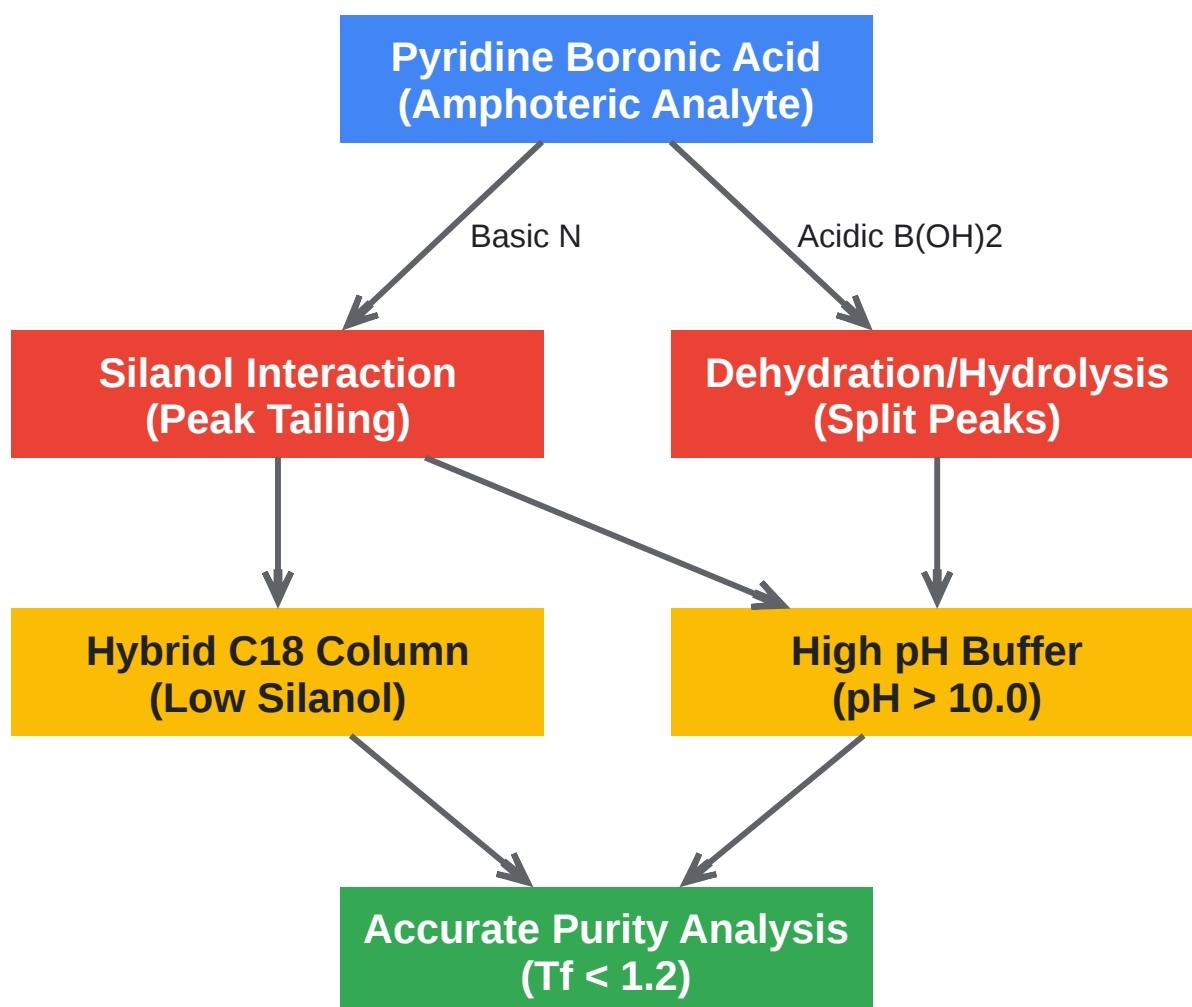 Pyridine Boronic Acid
(Amphoteric Analyte)
Basic N
Acidic B(OH)2
Silanol Interaction
(Peak Tailing)
Dehydration/Hydrolysis
(Split Peaks)
Hybrid C18 Column
(Low Silanol)
High pH Buffer
(pH > 10.0)
Accurate Purity Analysis
(Tf < 1.2)